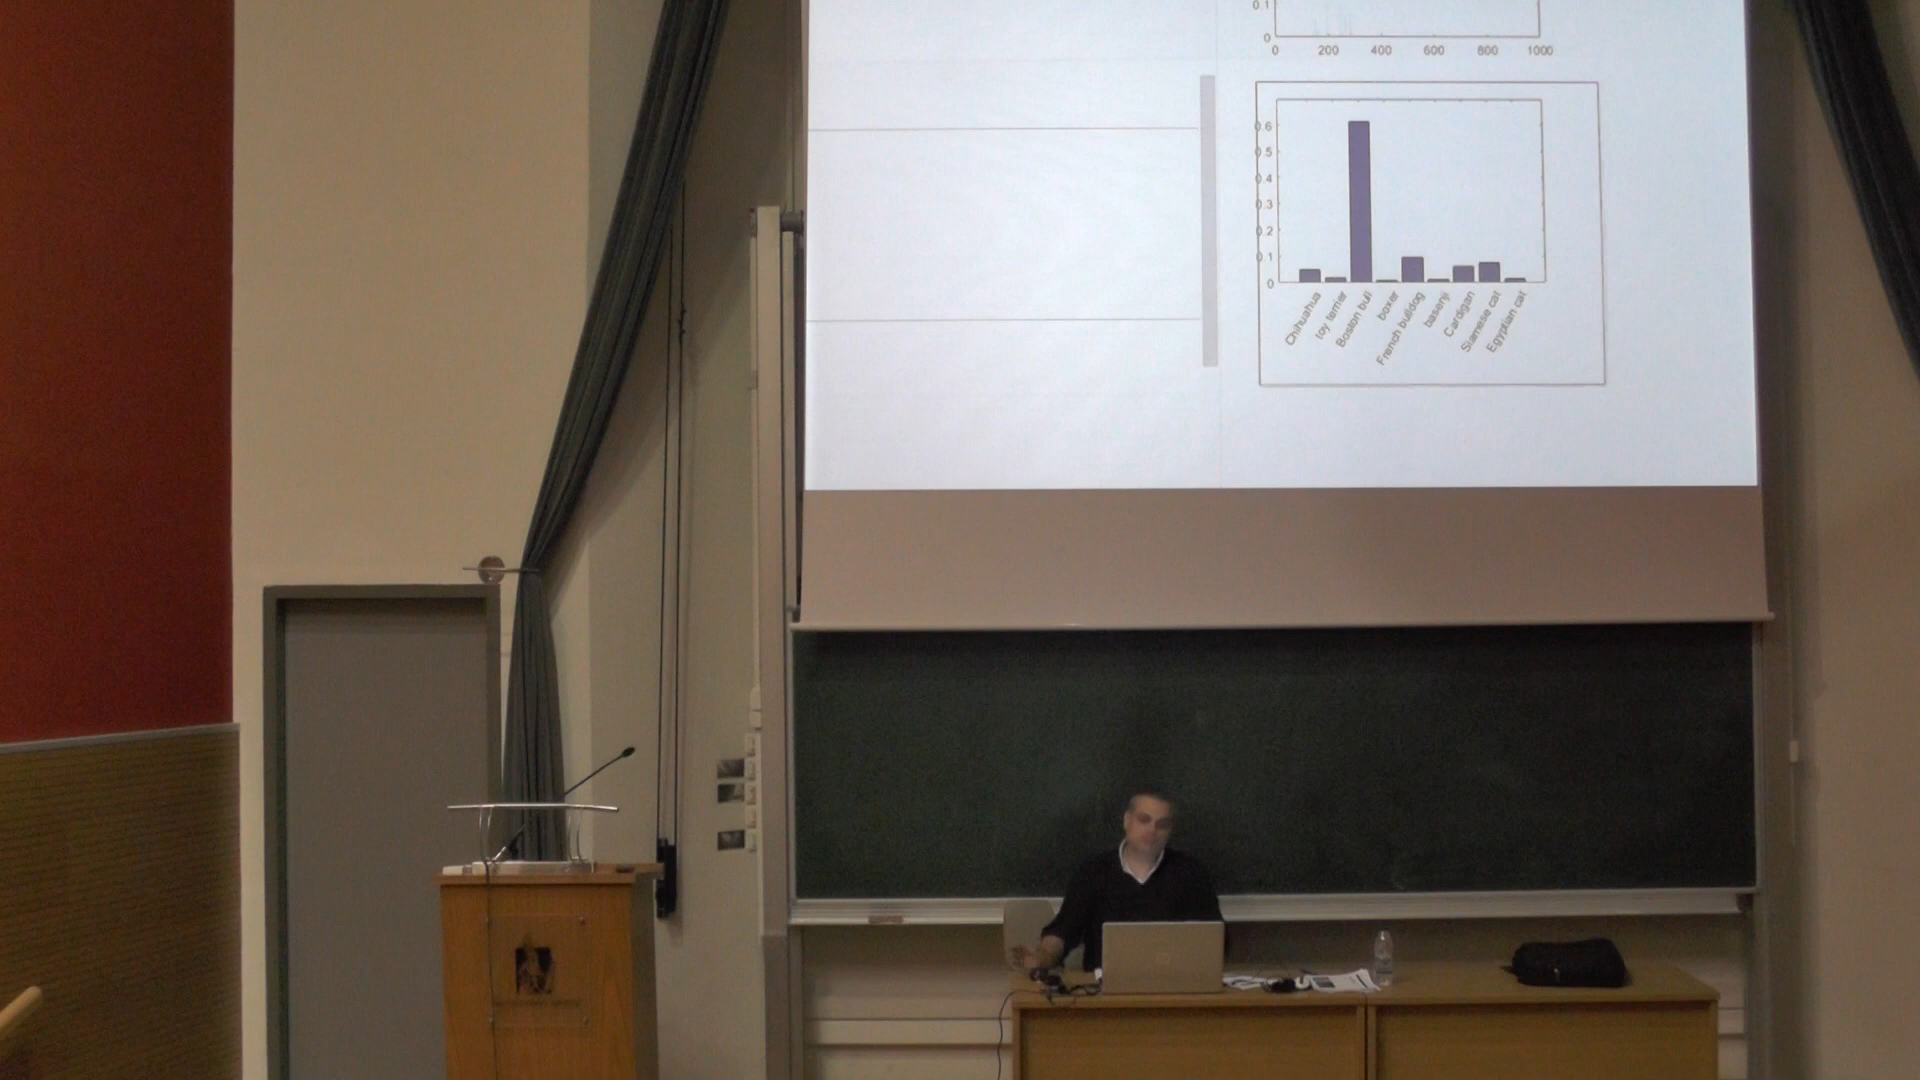 0.1
0
0 200 400 600 800 1000
0.6
0.5
0.4
0.3
0.2
0.1
0
Chihuahua
toy terrier
Boston bull
boxer
French bulldog
basenji
Cardigan
Siamese cat
Egyptian cat